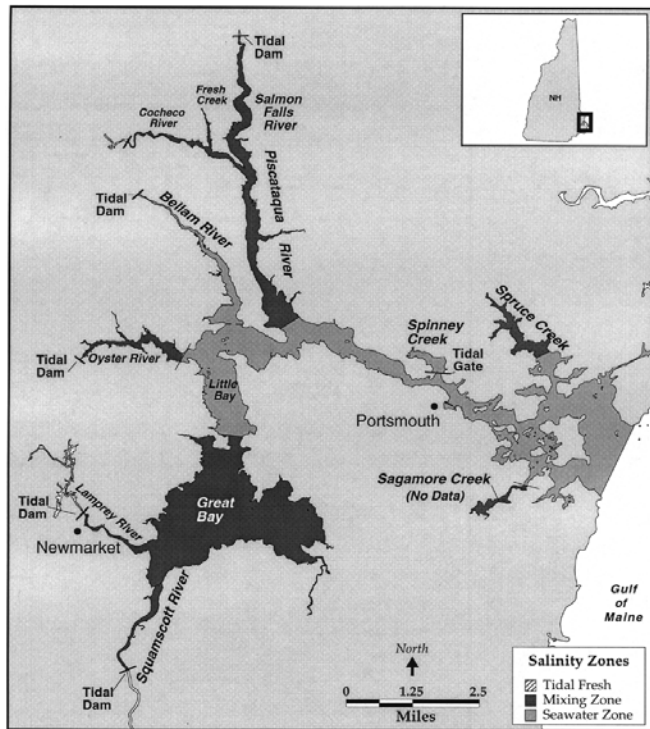 Tidal
Dam
Fresh
Creek
Salmon
Falls
River
Cocheco
River
NH
Tidal
Dam
Bellam River
Piscataqua
River
Spruce Creek
Spinney
Creek
Tidal
Gate
Tidal
Dam
Oyster River
Little
Bay
Portsmouth
Sagamore Creek
(No Data)
Great
Bay
Tidal
Dam
Lamprey River
Newmarket
Squamscott River
Gulf
of
Maine
North
Tidal
Dam
0 1.25 2.5
Miles
Salinity Zones
Tidal Fresh
Mixing Zone
Seawater Zone